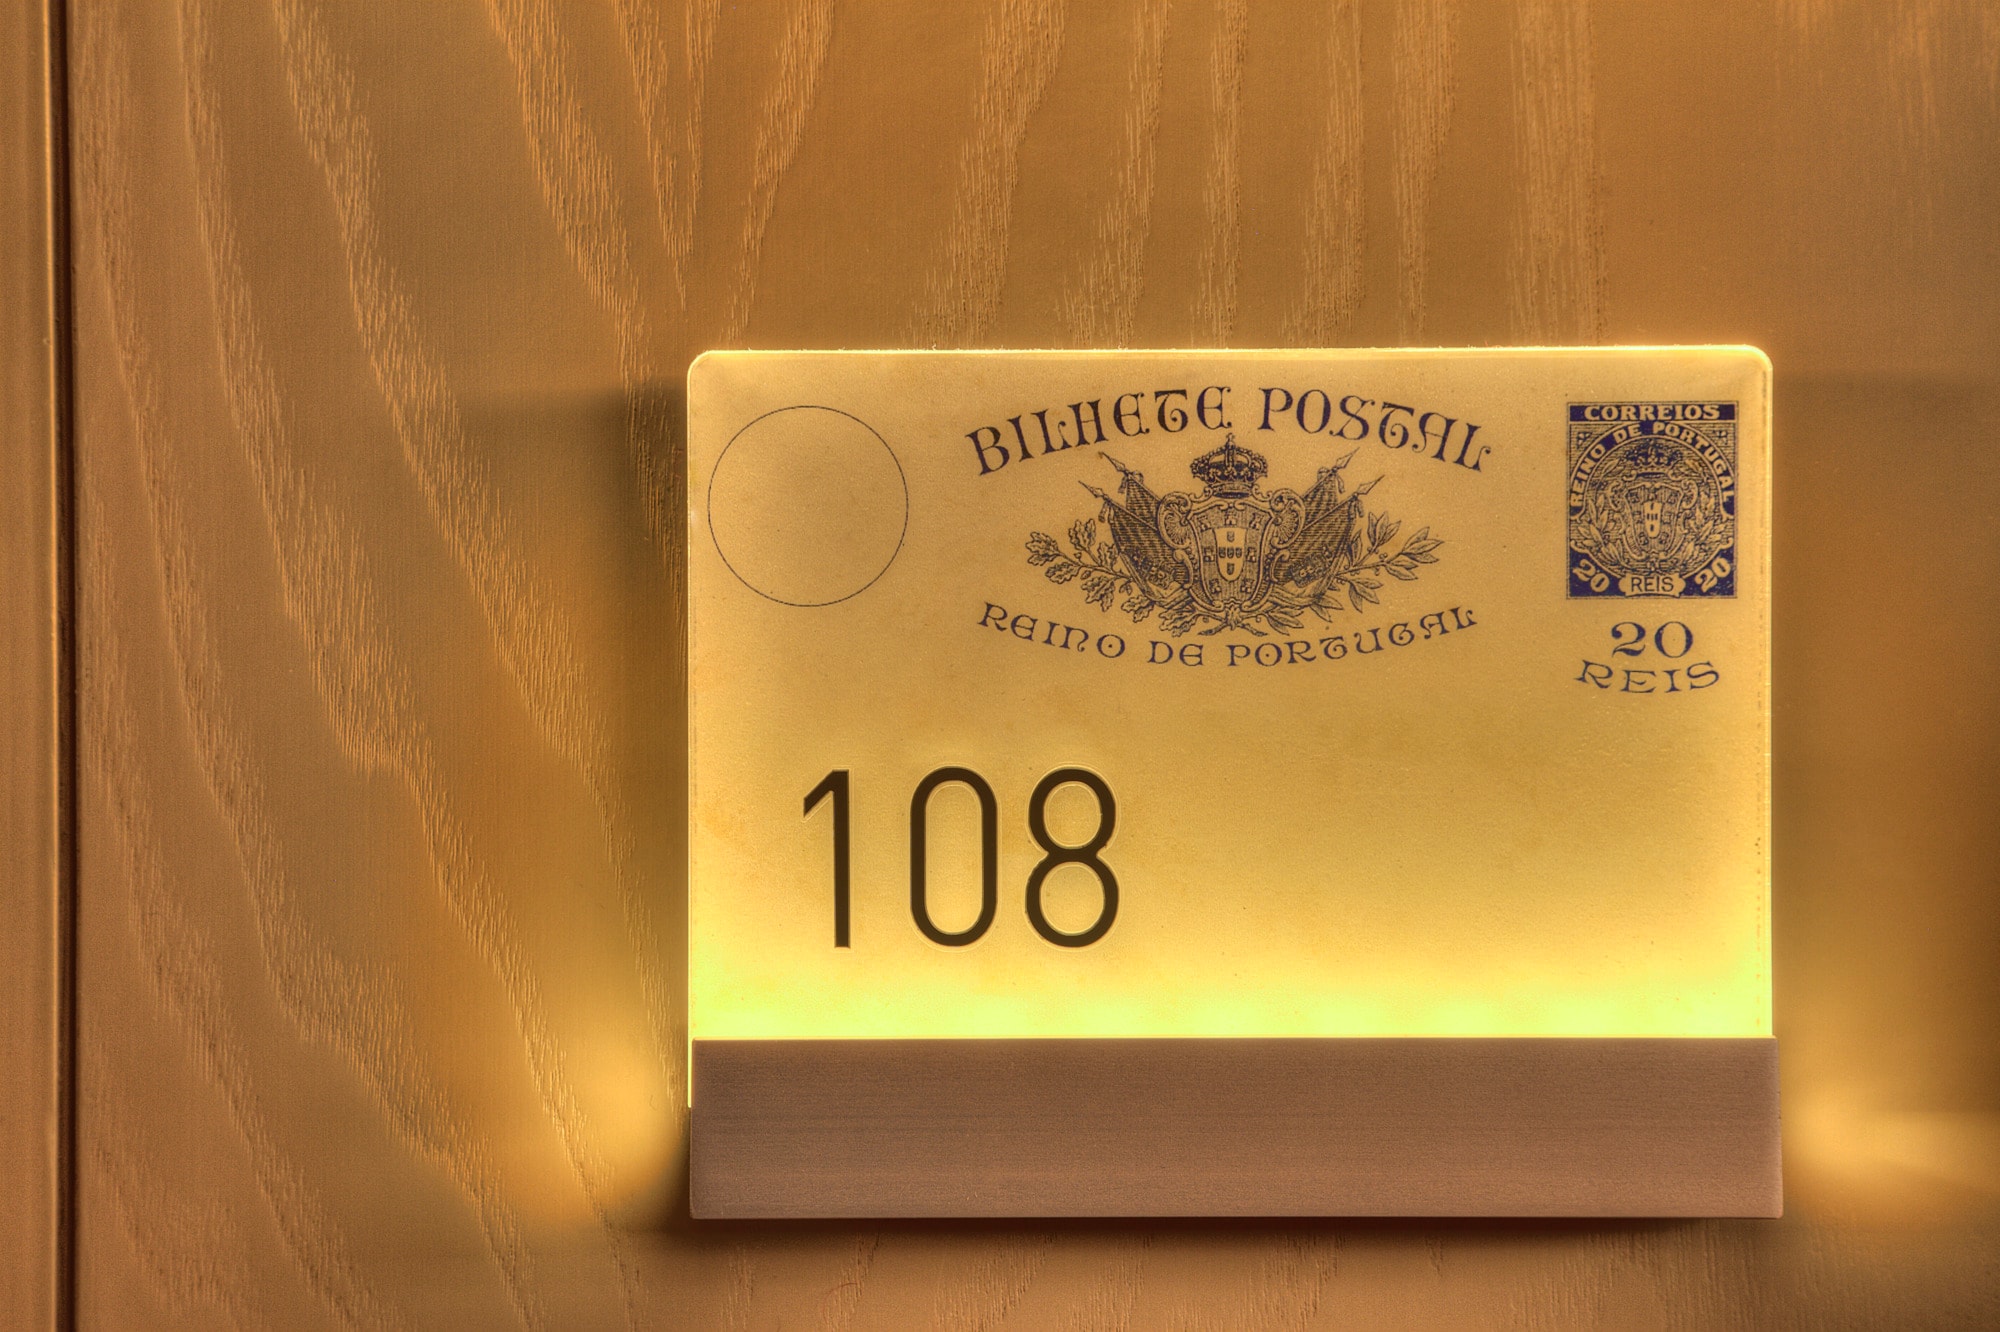 BILHETE POSTAL
REINO DE PORTUGAL
CORREIOS
REINO DE PORTUGAL
20 REIS 20
20
REIS
108